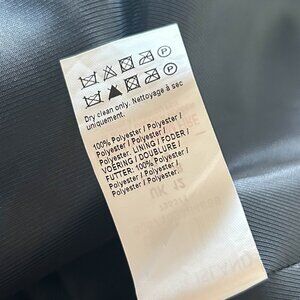 Dry clean only. Nettoyage à sec
uniquement.
100% Polyester / Polyester /
Polyester / Polyester /
Polyester. LINING / FODER /
VOERING / DOUBLURE /
FUTTER: 100% Polyester /
Polyester / Polyester /
Polyester / Polyester.